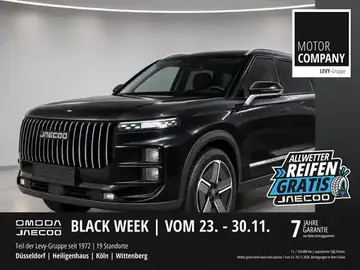 MOTOR
COMPANY
LEVY-Gruppe
JAECOO
ALLWETTER
REIFEN
GRATIS
JAECOO
OMODA
JAECOO
BLACK WEEK | VOM 23. - 30.11.
7 JAHRE
GARANTIE
Teil der Levy-Gruppe seit 1972 | 19 Standorte
Düsseldorf | Heiligenhaus | Köln | Wittenberg